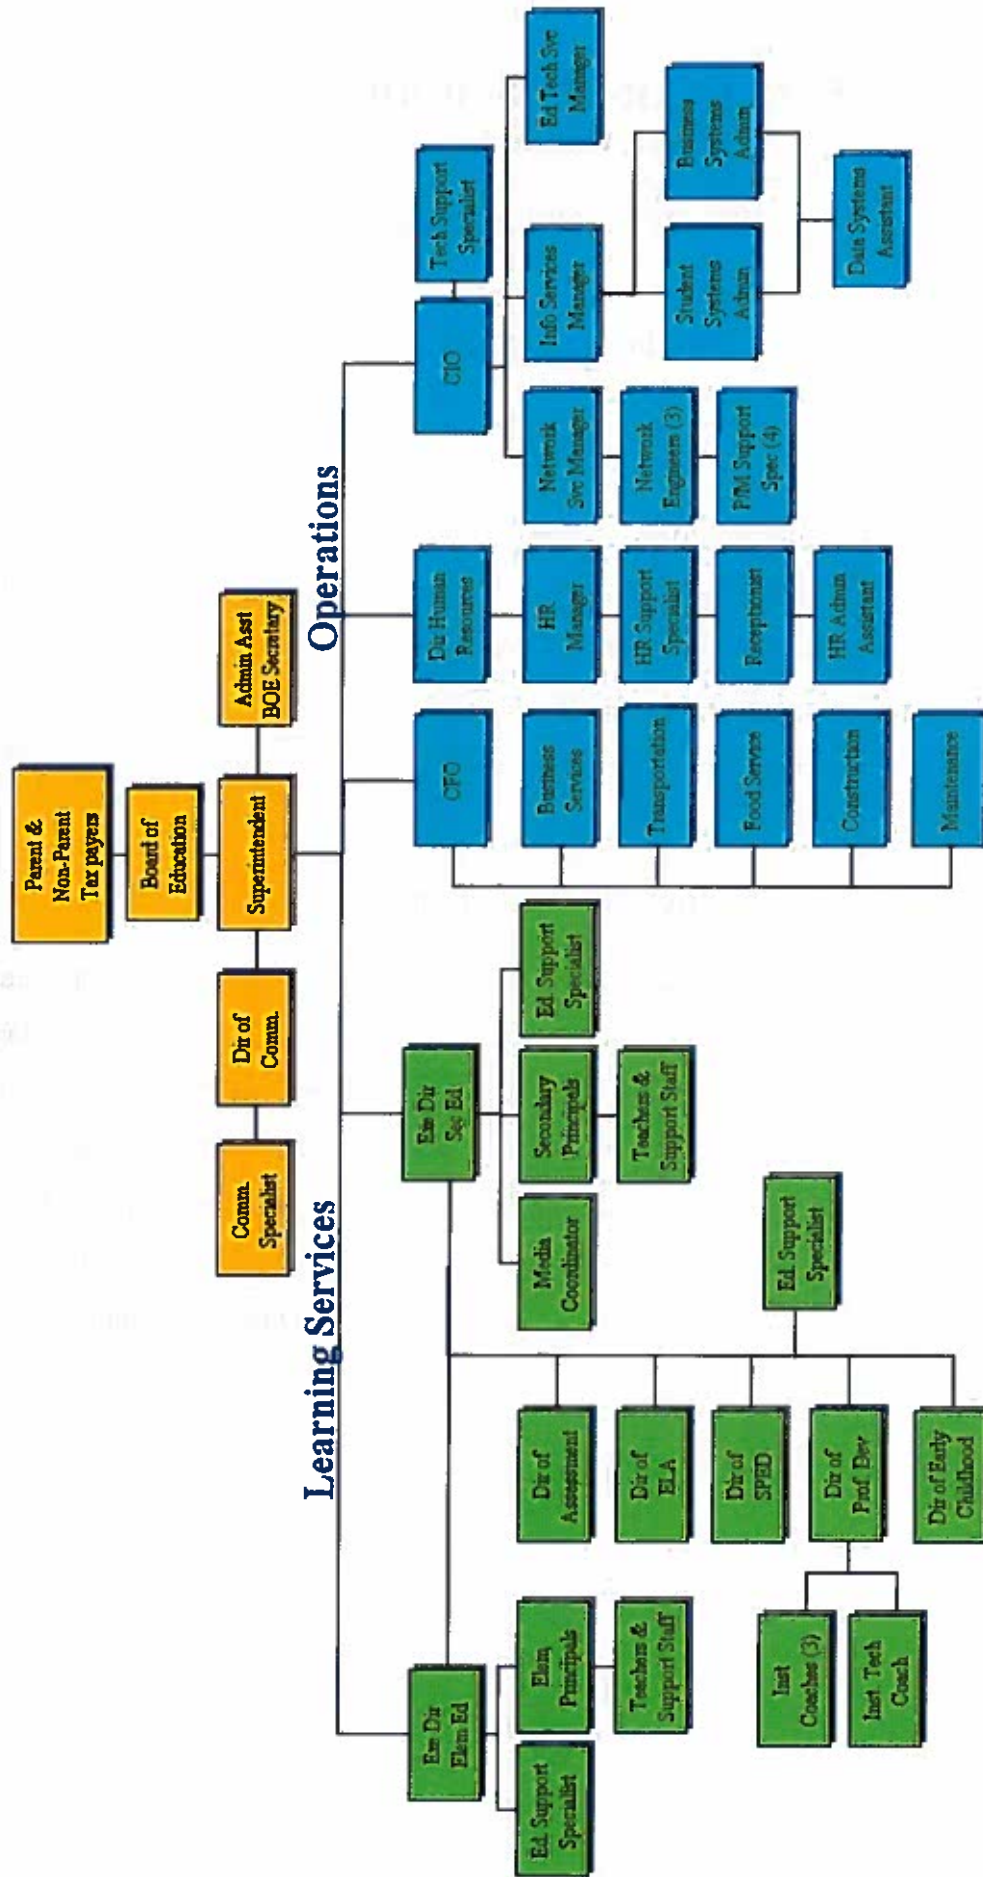 Parent &
Non-Parent
Tax payers
Board of
Education
Comm.
Specialist
Dir of
Comm.
Superintendent
Admin Asst
BOE Secretary
Learning Services
Operations
Exe Dir
Elem Ed
Ed. Support
Specialist
Elem
Principals
Teachers &
Support Staff
Exe Dir
Sec Ed
Media
Coordinator
Secondary
Principals
Ed. Support
Specialist
Teachers &
Support Staff
Dir of
Assessment
Dir of
ELA
Dir of
SPED
Dir of
Prof. Dev
Dir of Early
Childhood
Ed. Support
Specialist
Inst
Coaches (3)
Inst. Tech
Coach
CFO
Business
Services
Transportation
Food Service
Construction
Maintenance
Dir Human
Resources
HR
Manager
HR Support
Specialist
Receptionist
HR Admin
Assistant
CIO
Tech Support
Specialist
Network
Svc Manager
Network
Engineers (3)
P/M Support
Spec (4)
Info Services
Manager
Ed Tech Svc
Manager
Student
Systems
Admin
Business
Systems
Admin
Data Systems
Assistant